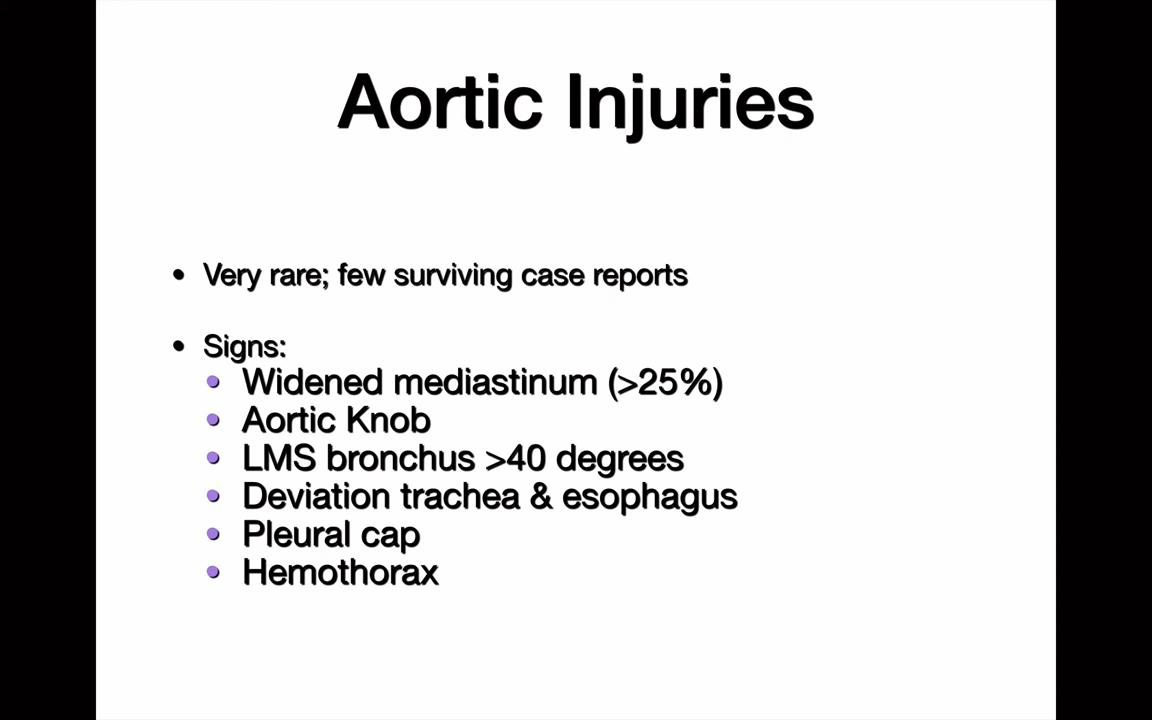 Aortic Injuries
• Very rare; few surviving case reports
• Signs:
• Widened mediastinum (>25%)
• Aortic Knob
• LMS bronchus >40 degrees
• Deviation trachea & esophagus
• Pleural cap
• Hemothorax